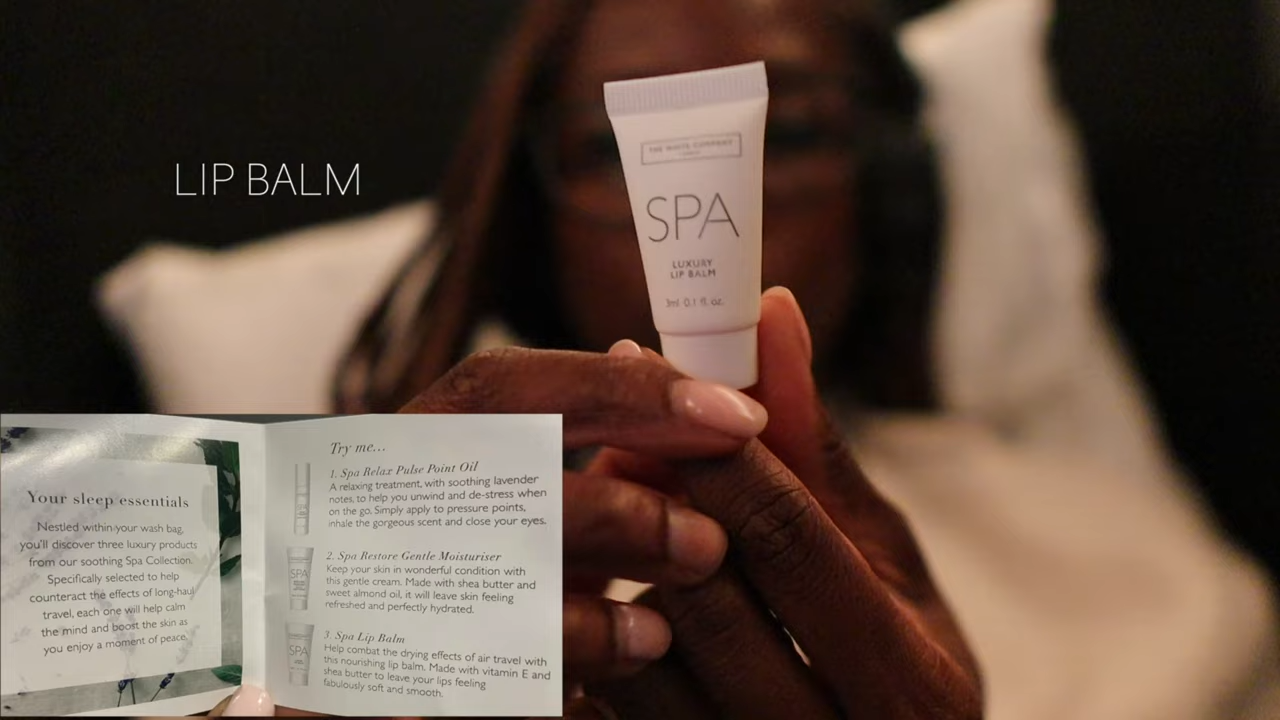 LIP BALM
THE WHITE COMPANY
SPA
LUXURY
LIP BALM
3ml 0.1 fl. oz.
Your sleep essentials
Nestled within your wash bag,
you'll discover three luxury products
from our soothing Spa Collection.
Specifically selected to help
counteract the effects of long-haul
travel, each one will help calm
the mind and boost the skin as
you enjoy a moment of peace.
Try me...
1. Spa Relax Pulse Point Oil
A relaxing treatment, with soothing lavender
notes, to help you unwind and de-stress when
on the go. Simply apply to pressure points,
inhale the gorgeous scent and close your eyes.
SPA
2. Spa Restore Gentle Moisturiser
Keep your skin in wonderful condition with
this gentle cream. Made with shea butter and
sweet almond oil, it will leave skin feeling
refreshed and perfectly hydrated.
SPA
3. Spa Lip Balm
Help combat the drying effects of air travel with
this nourishing lip balm. Made with vitamin E and
shea butter to leave your lips feeling
fabulously soft and smooth.